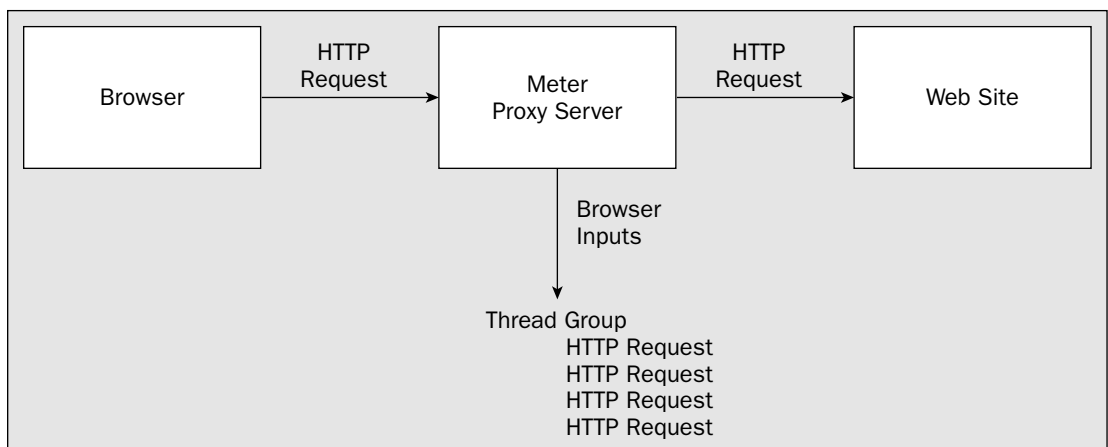 Browser
HTTP
Request
Meter
Proxy Server
HTTP
Request
Web Site
Browser
Inputs
Thread Group
HTTP Request
HTTP Request
HTTP Request
HTTP Request